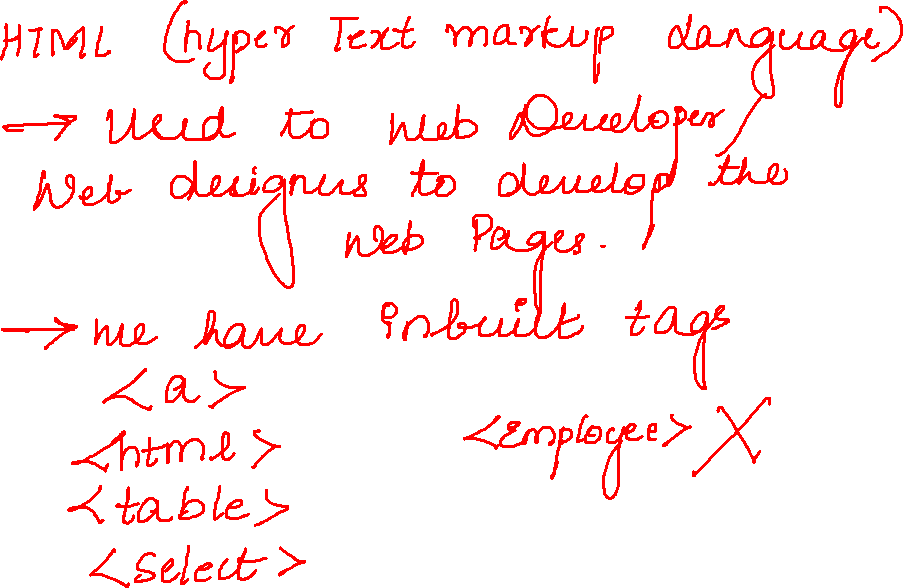 HTML (hyper Text markup Language)
→ Used to web Developer,
Web designers to develop the
Web Pages.
→ we have inbuilt tags
<a>
<html> <Employee> X
<table>
<select>